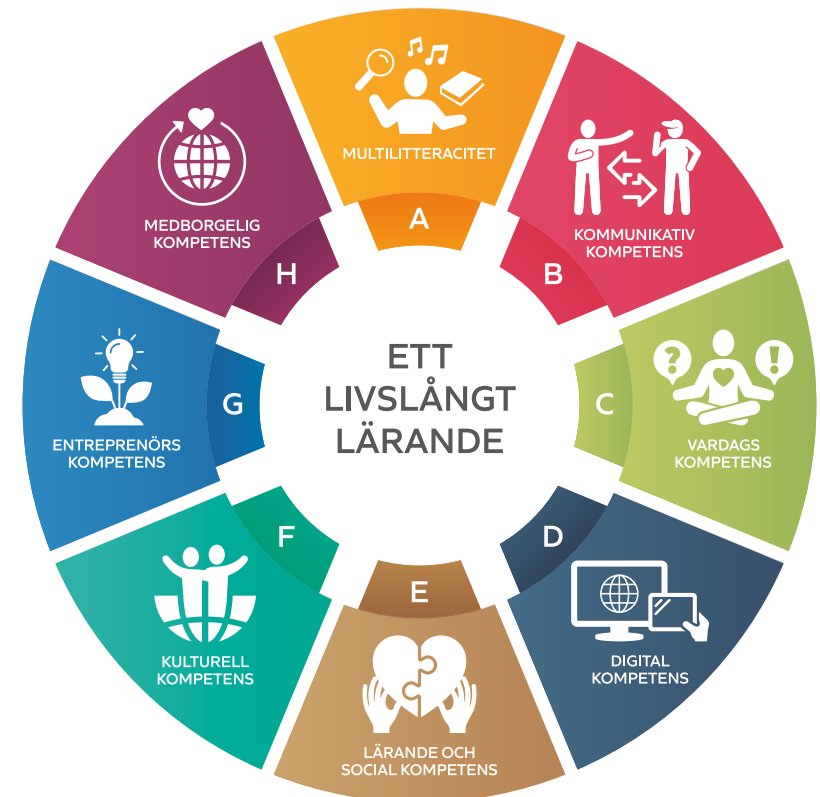 MULTILITTERACITET
A
KOMMUNIKATIV
KOMPETENS
B
VARDAGS
KOMPETENS
C
?
!
DIGITAL
KOMPETENS
D
LÄRANDE OCH
SOCIAL KOMPETENS
E
KULTURELL
KOMPETENS
F
ENTREPRENÖRS
KOMPETENS
G
MEDBORGELIG
KOMPETENS
H
ETT
LIVSLÅNGT
LÄRANDE